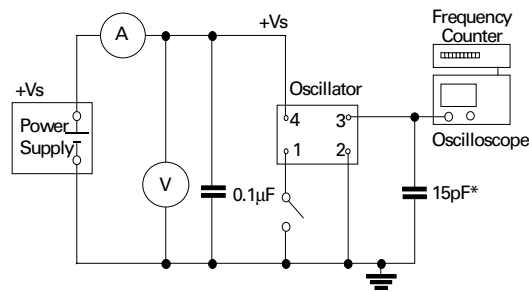 Frequency
Counter
A
+Vs
Oscillator
+Vs
Power
Supply
4
3
Oscilloscope
1
2
V
0.1µF
15pF*